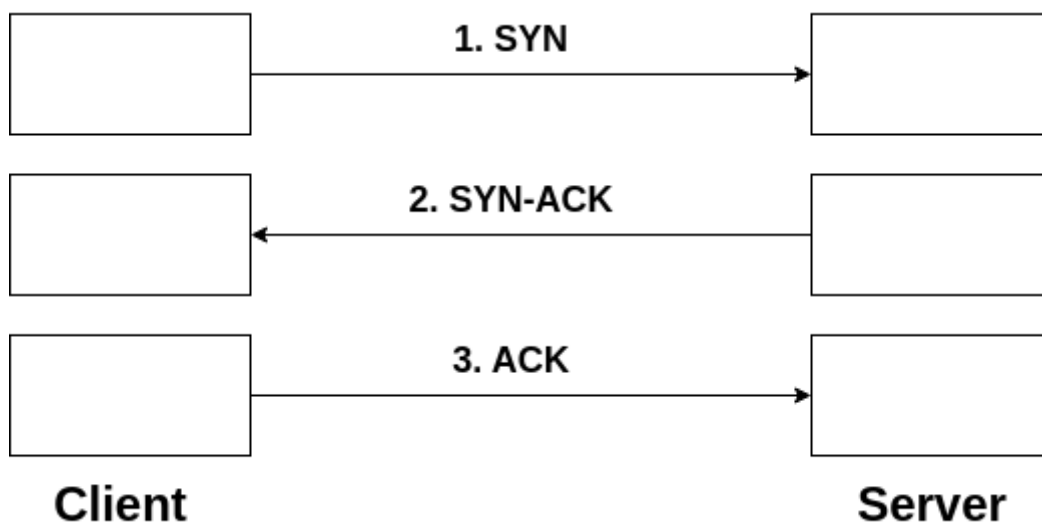 1. SYN
2. SYN-ACK
3. ACK
Client
Server